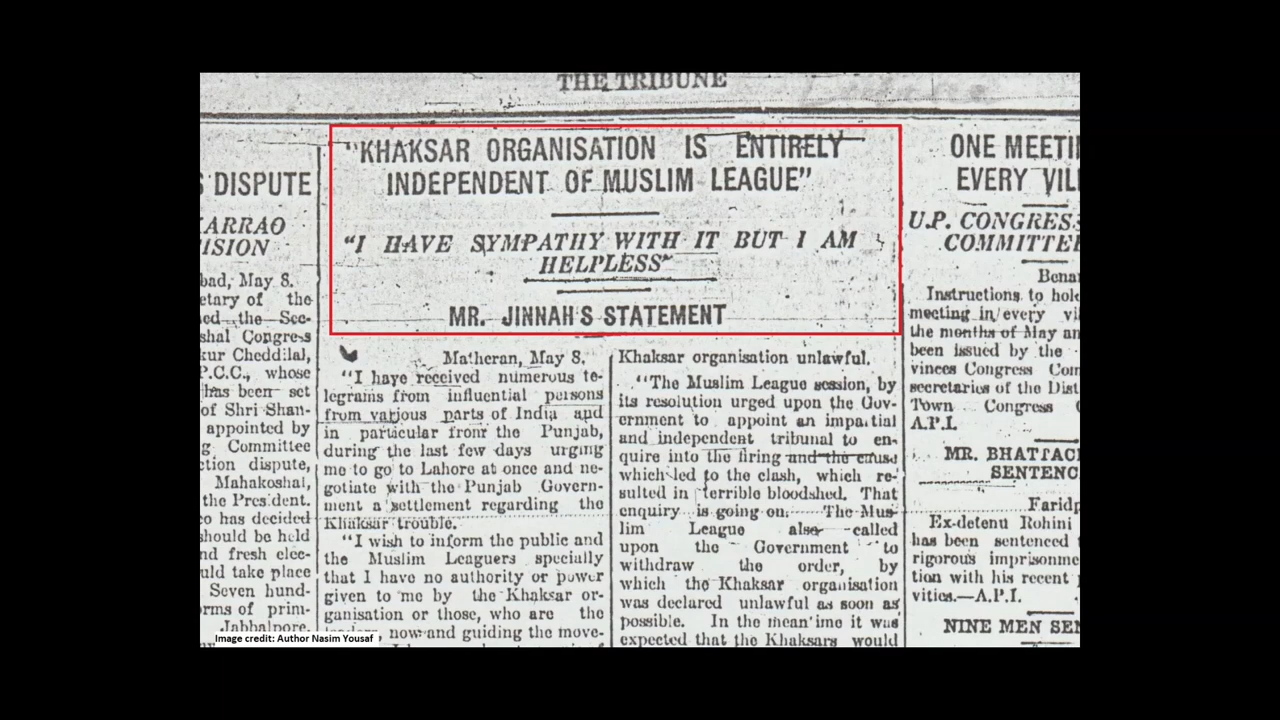 THE TRIBUNE
S DISPUTE
ARRAO
ISION
bad, May 8.
etary of the
ed the Sec-
shal Congress
kur Cheddilal,
P.C.C., whose
has been set
of Shri Shan-
appointed by
g Committee
ction dispute,
Mahakoshal,
the President.
co has decided
should be held
nd fresh elec-
uld take place
Seven hund-
rms of prim-
Jabbalpore,
"KHAKSAR ORGANISATION IS ENTIRELY
INDEPENDENT OF MUSLIM LEAGUE"
"I HAVE SYMPATHY WITH IT BUT I AM
HELPLESS"
MR. JINNAH'S STATEMENT
Matheran, May 8.
"I have received numerous te-
legrams from influential persons
from various parts of India and
in particular from the Punjab,
during the last few days urging
me to go to Lahore at once and ne-
gotiate with the Punjab Govern-
ment a settlement regarding the
Khaksar trouble.
"I wish to inform the public and
the Muslim Leaguers specially
that I have no authority or power
given to me by the Khaksar or-
ganisation or those, who are the
now and guiding the move-
Khaksar organisation unlawful.
"The Muslim League session, by
its resolution urged upon the Gov-
ernment to appoint an impartial
and independent tribunal to en-
quire into the firing and the cause
which led to the clash, which re-
sulted in terrible bloodshed. That
enquiry is going on. The Mus-
lim League also called
upon the Government to
withdraw the order, by
which the Khaksar organisation
was declared unlawful as soon as
possible. In the meantime it was
expected that the Khaksars would
ONE MEETI
EVERY VIL
U.P. CONGRESS
COMMITTE
Bena
Instructions to hold
meeting in every vi
the months of May an
been issued by the
vinces Congress Com
secretaries of the Dist
Town Congress C
A.P.I.
MR. BHATTAC
SENTENC
Faridp
Ex-detenu Rohini
has been sentenced
rigorous imprisonme
tion with his recent
vities.—A.P.I.
NINE MEN SEN
Image credit: Author Nasim Yousaf